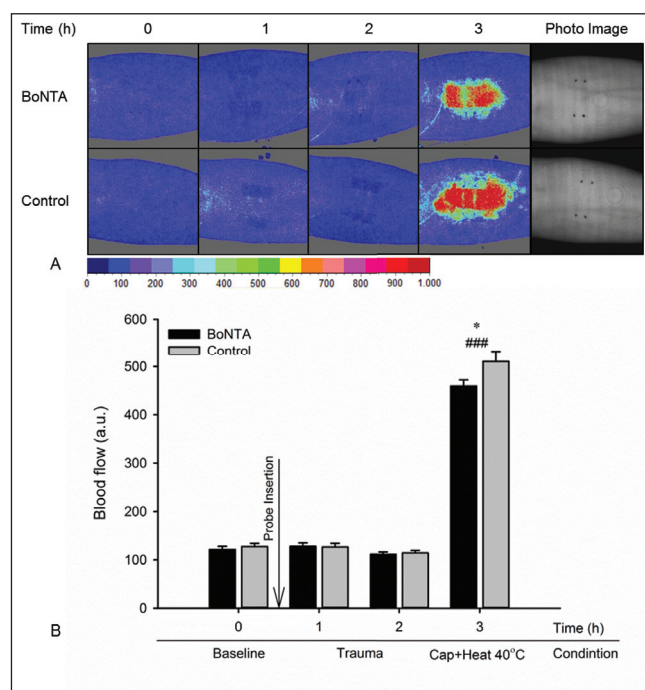 Time (h) 0 1 2 3 Photo Image
BoNTA
Control
A
0 100 200 300 400 500 600 700 800 900 1.000
600
500
400
300
200
100
0
Blood flow (a.u.)
BoNTA
Control
Probe Insertion
*
###
B
0 1 2 3 Time (h)
Baseline Trauma Cap+Heat 40°C Condintion